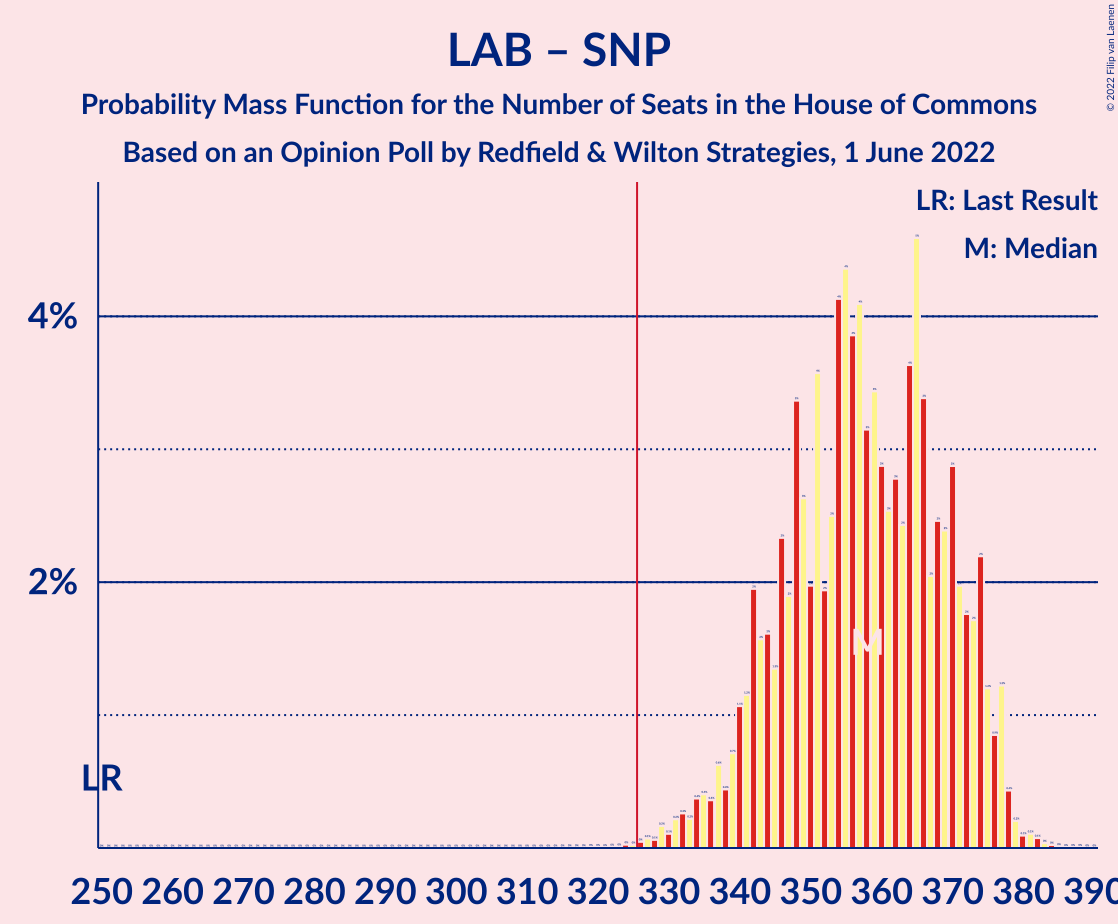 LAB – SNP
Probability Mass Function for the Number of Seats in the House of Commons
Based on an Opinion Poll by Redfield & Wilton Strategies, 1 June 2022
© 2022 Filip van Laenen
LR: Last Result
M: Median
4%
2%
M
LR
250 260 270 280 290 300 310 320 330 340 350 360 370 380 390